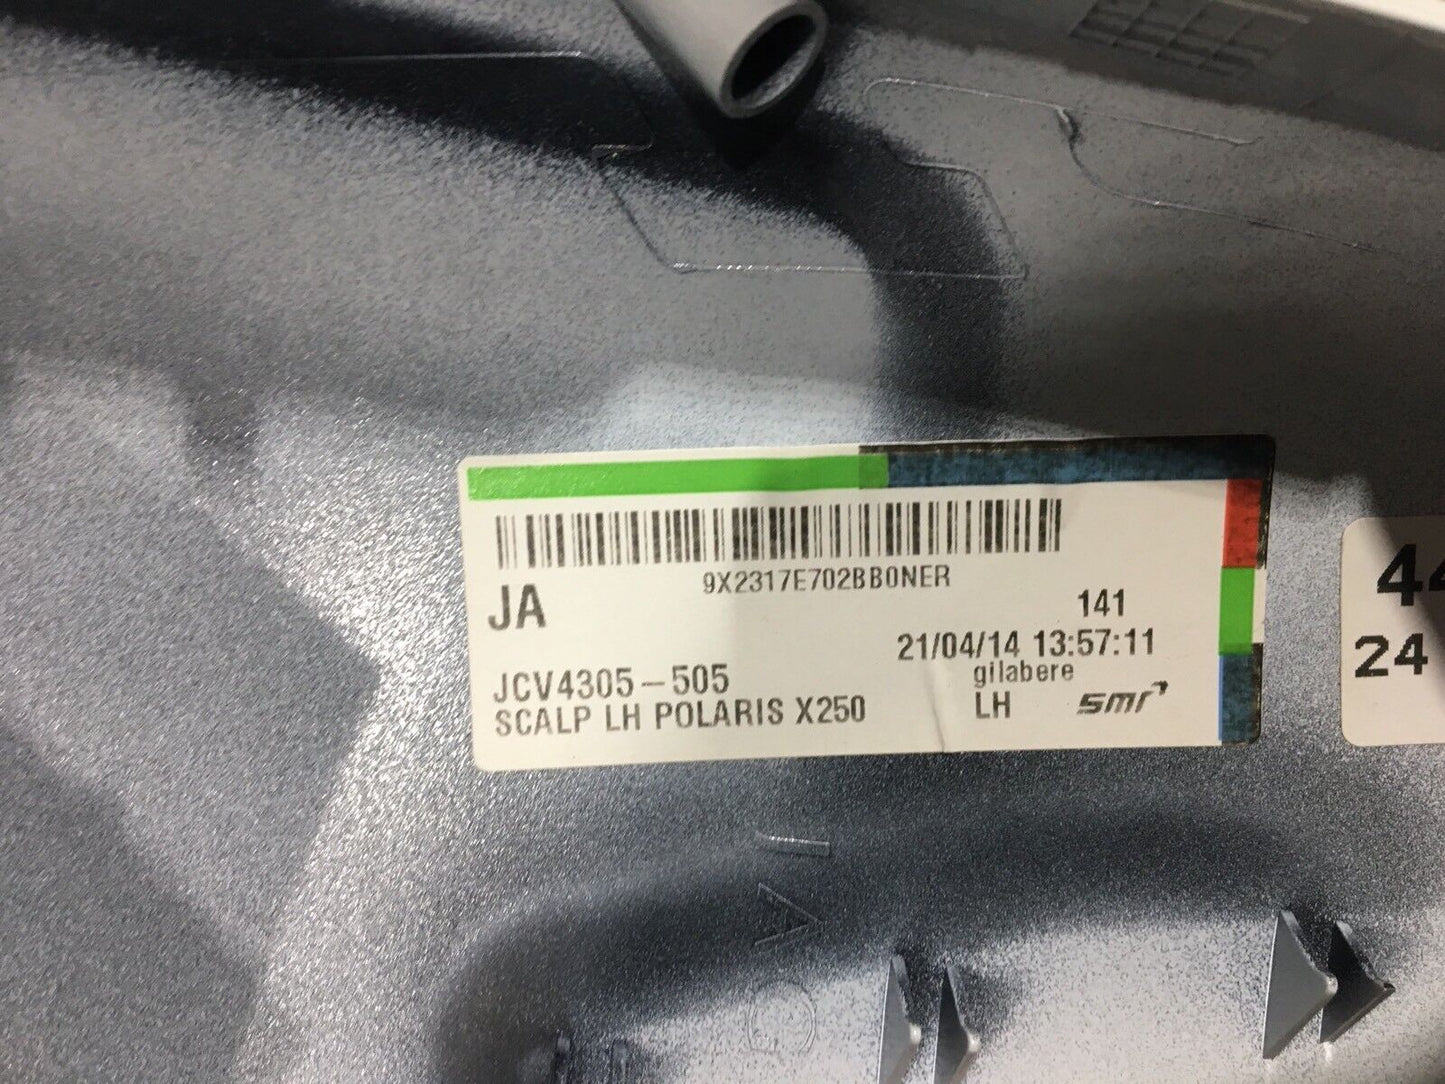 9X2317E702BB0NER
JA
141
21/04/14 13:57:11
JCV4305-505
gilabere
SCALP LH POLARIS X250
LH
smr
24